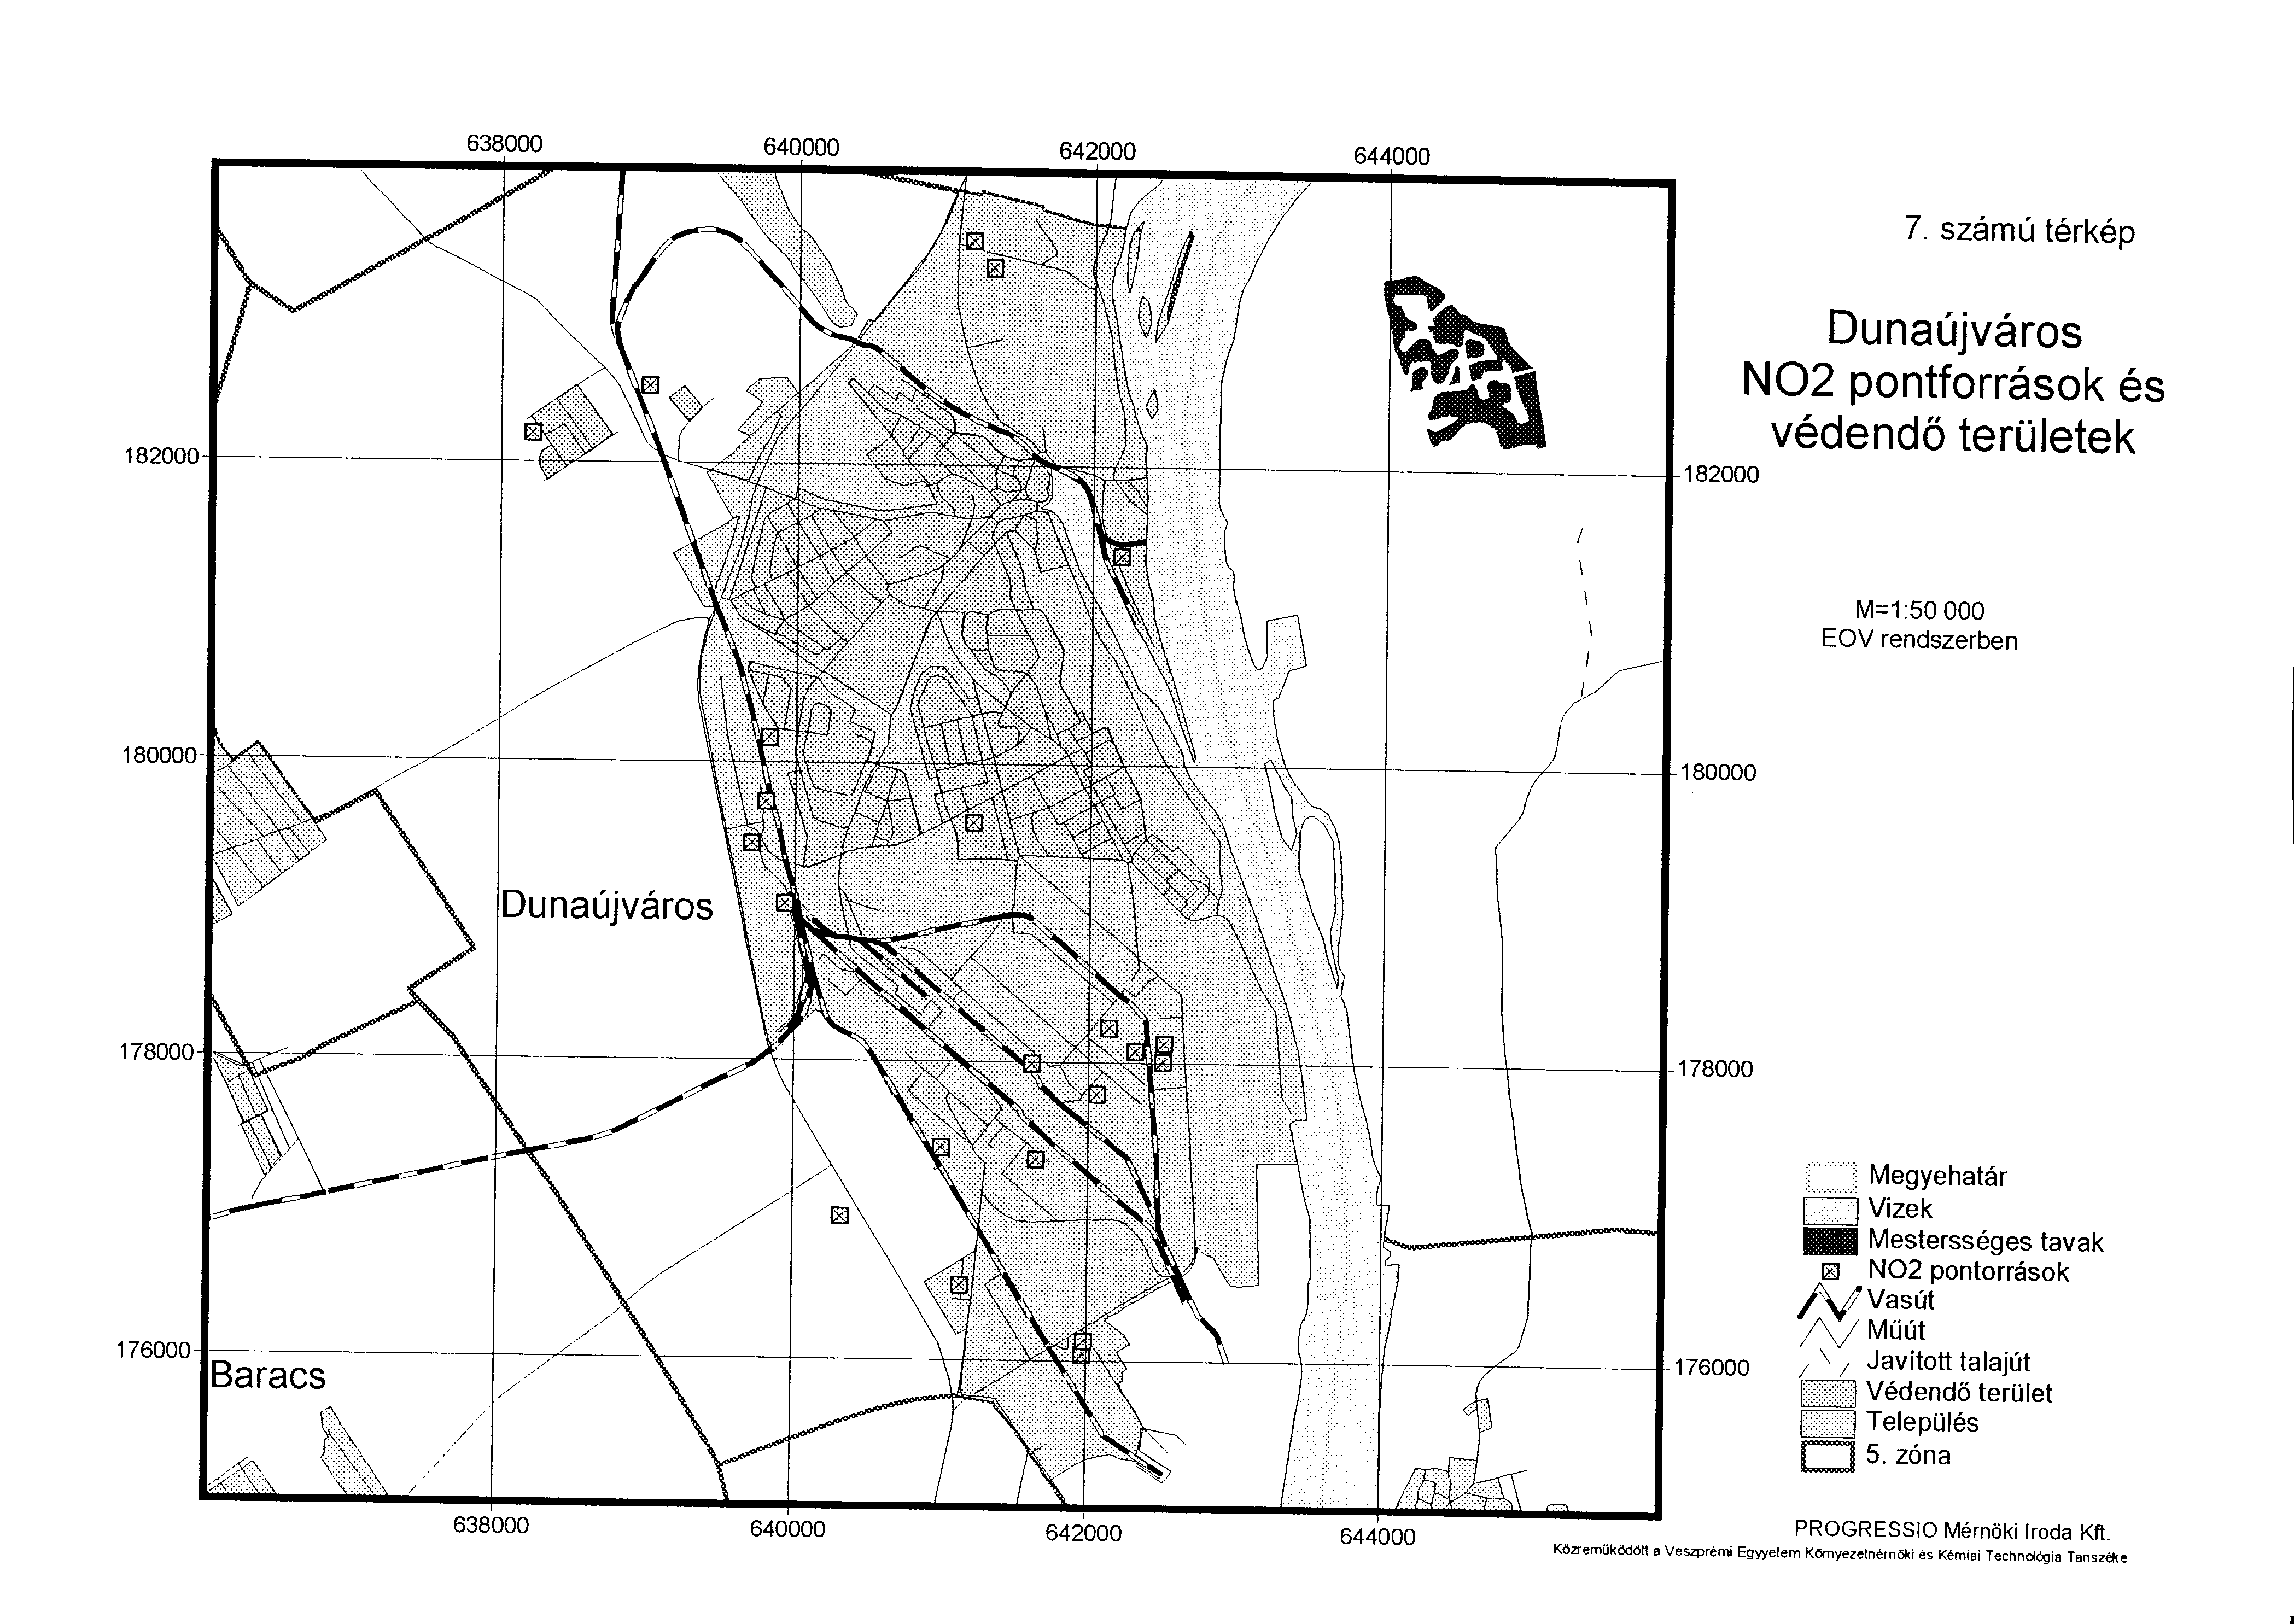 638000
640000
642000
644000
7. számú térkép
Dunaújváros
NO2 pontforrások és
védendő területek
182000
182000
M=1:50 000
EOV rendszerben
180000
180000
Dunaújváros
178000
178000
176000
176000
Baracs
Megyehatár
Vizek
Mestersséges tavak
NO2 pontorrások
Vasút
Műút
Javított talajút
Védendő terület
Település
5. zóna
638000
640000
642000
644000
PROGRESSIO Mérnöki Iroda Kft.
Közreműködött a Veszprémi Egyyetem Környezetnérnöki és Kémiai Technológia Tanszéke